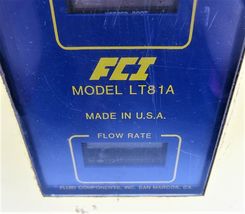 FCI
MODEL LT81A
MADE IN U.S.A.
FLOW RATE
FLUID COMPONENTS, INC. SAN MARCOS, CA.